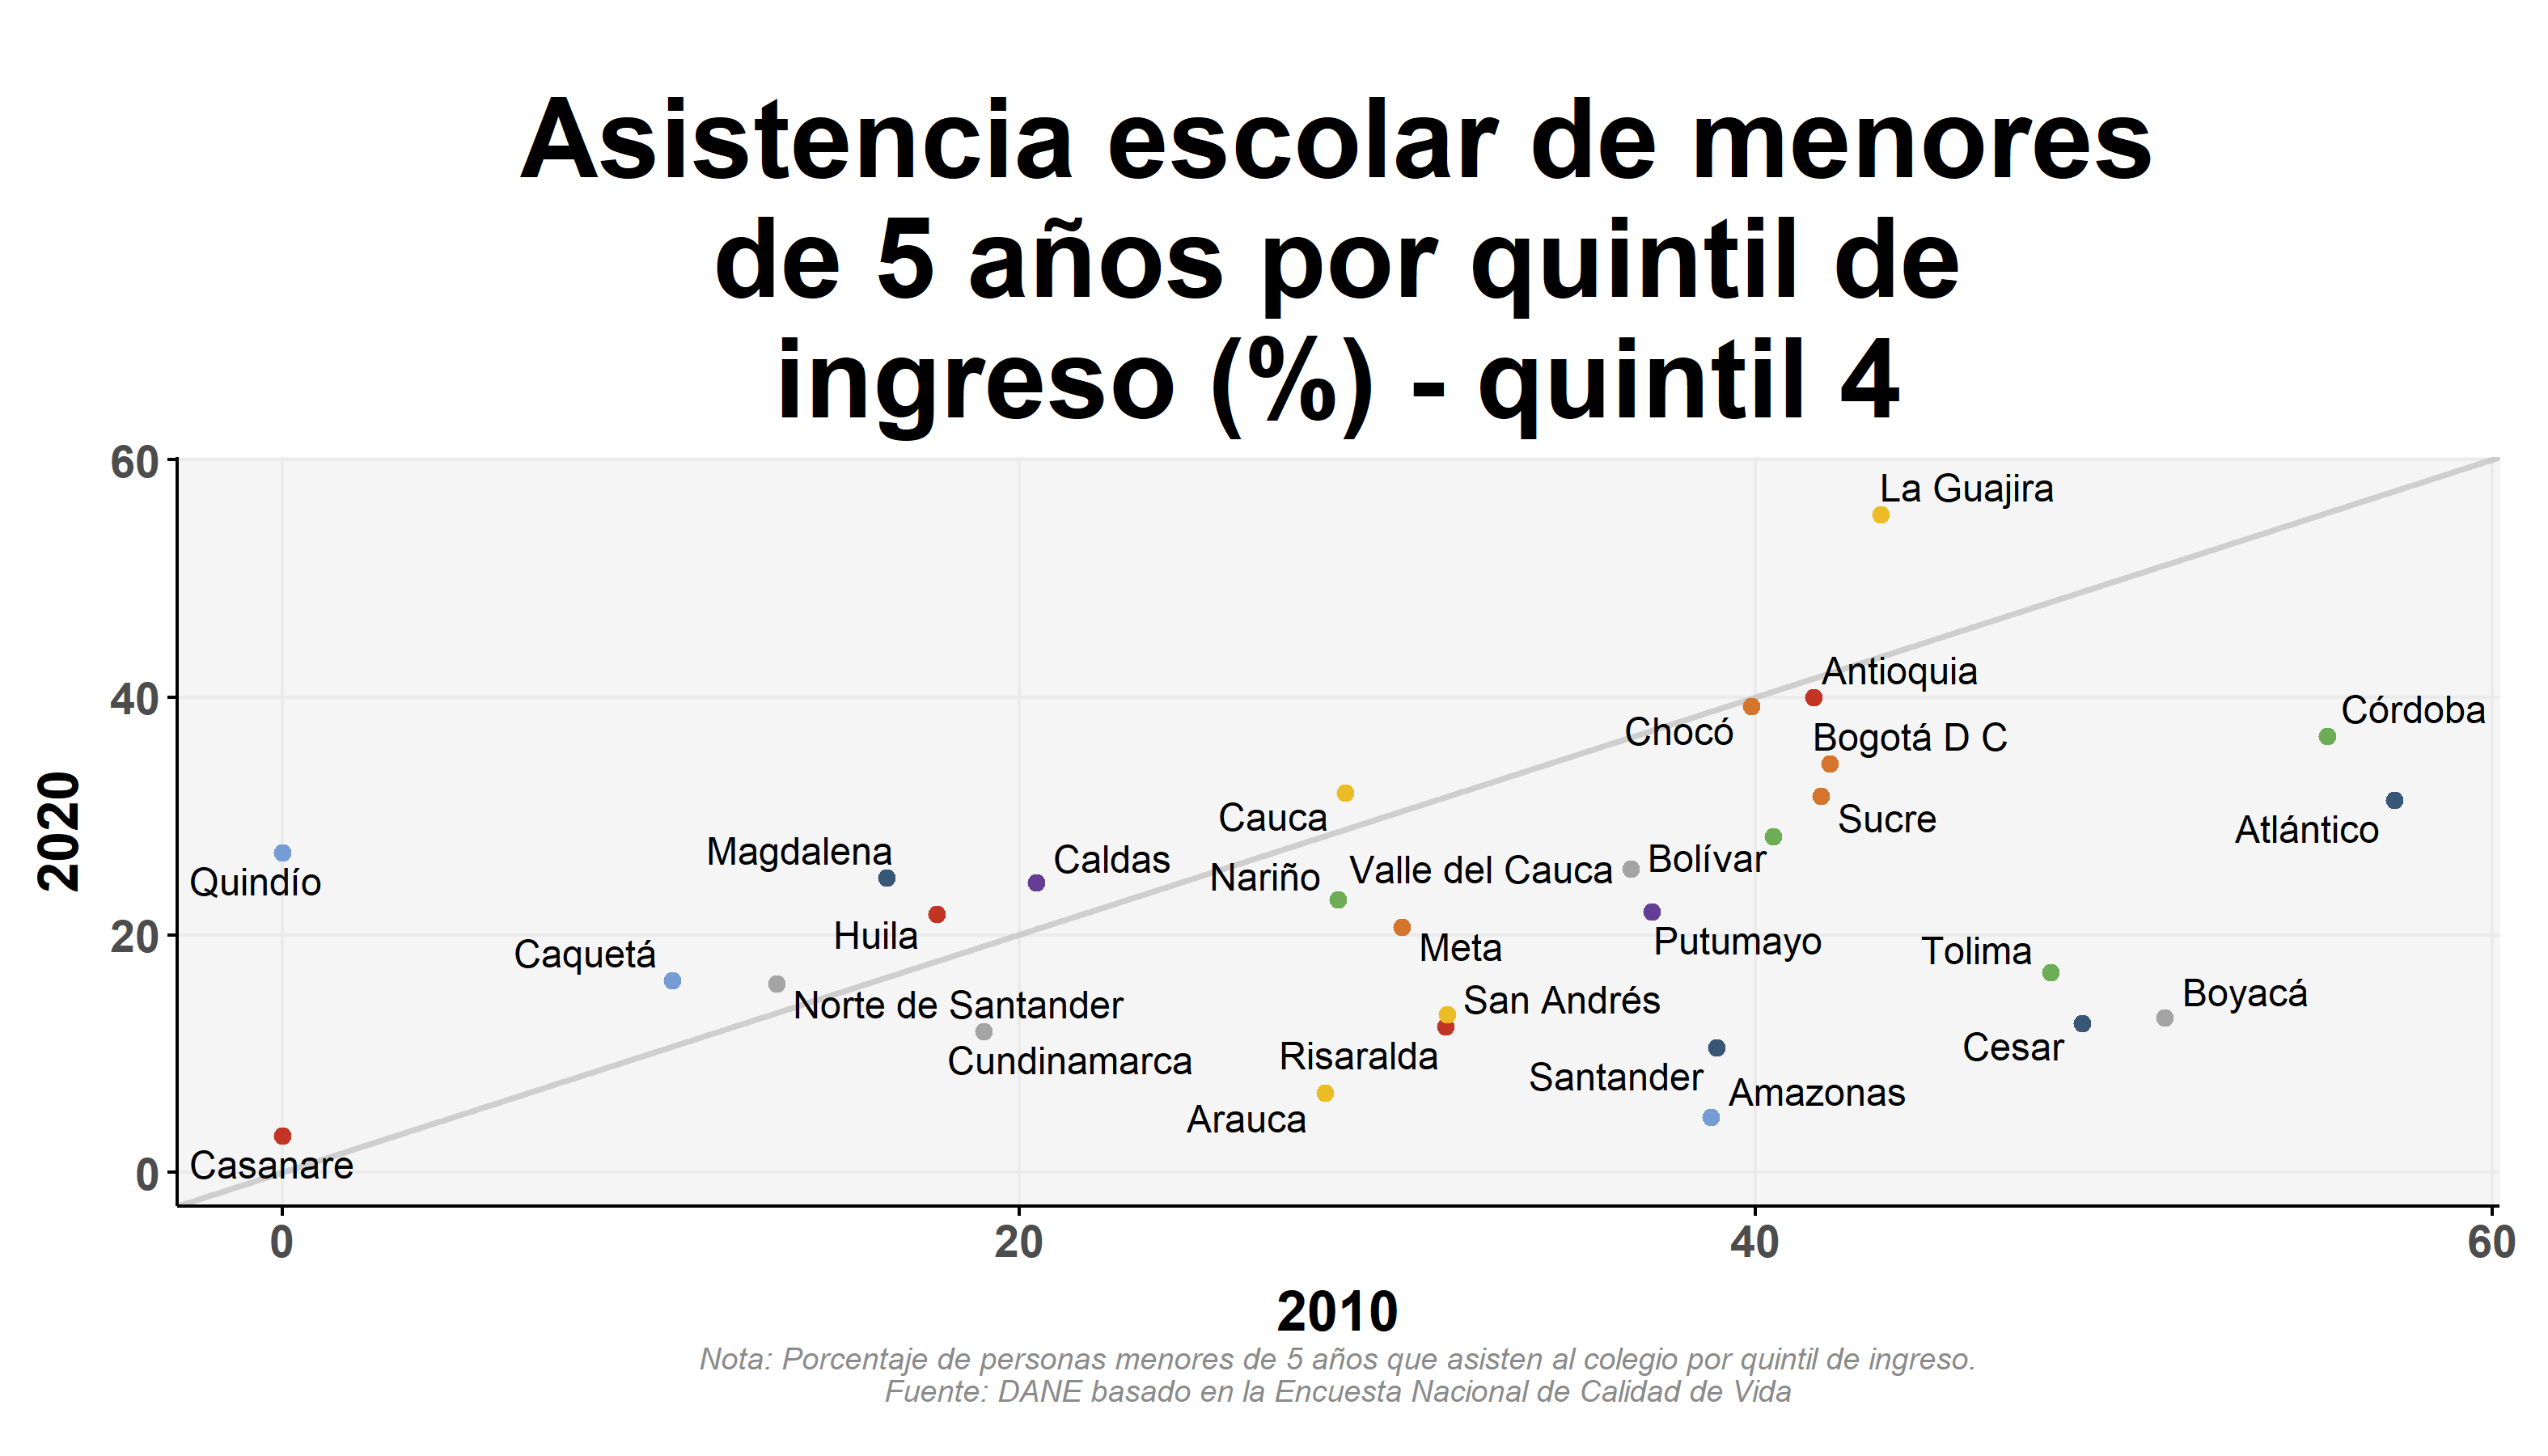 Asistencia escolar de menores
de 5 años por quintil de
ingreso (%) - quintil 4
60
La Guajira
Antioquia
40
Córdoba
Chocó
Bogotá D C
Cauca
Sucre
Atlántico
2020
Magdalena
Caldas
Bolívar
Valle del Cauca
Nariño
Quindío
20
Huila
Putumayo
Meta
Tolima
Caquetá
Boyacá
San Andrés
Norte de Santander
Cesar
Risaralda
Cundinamarca
Santander
Amazonas
Arauca
Casanare
0
0
20
40
60
2010
Nota: Porcentaje de personas menores de 5 años que asisten al colegio por quintil de ingreso.
Fuente: DANE basado en la Encuesta Nacional de Calidad de Vida